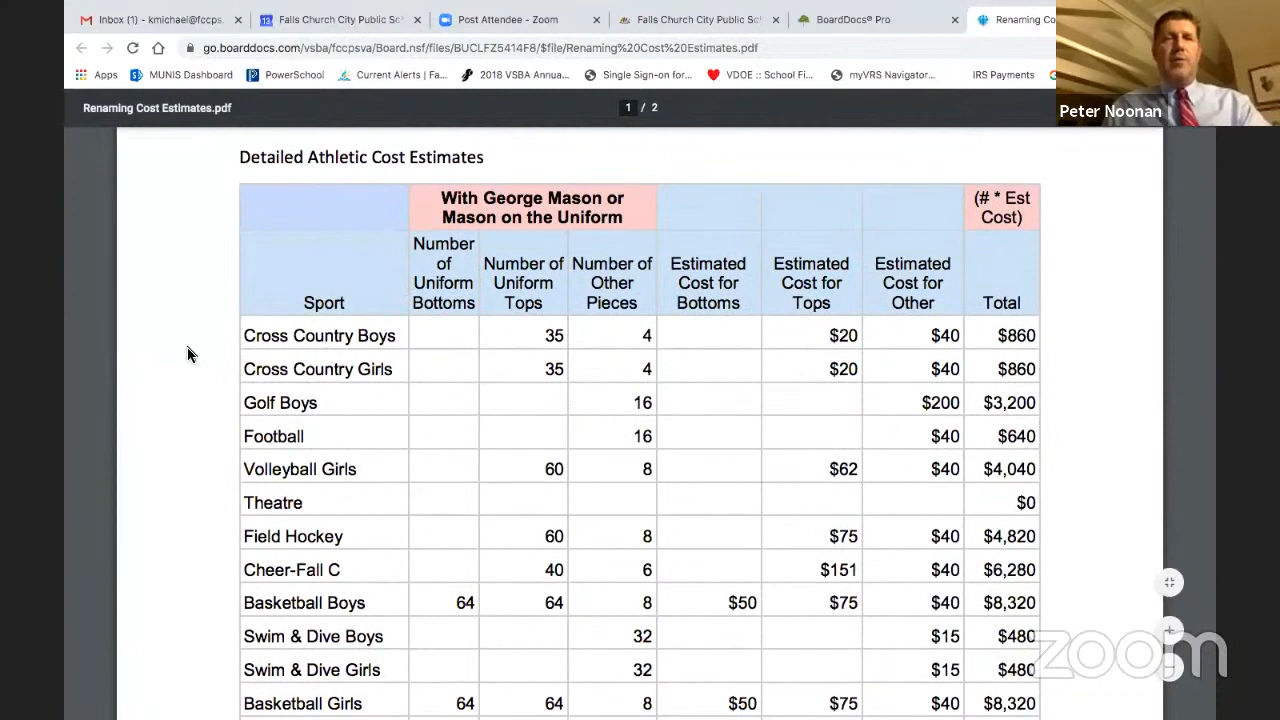 Inbox (1) - kmichael@fccps.
Falls Church City Public Sc
Post Attendee - Zoom
Falls Church City Public Sc
BoardDocs® Pro
Renaming Co
go.boarddocs.com/vsba/fccpsva/Board.nsf/files/BUCLFZ5414F8/$file/Renaming%20Cost%20Estimates.pdf
Apps MUNIS Dashboard PowerSchool Current Alerts | Fa... 2018 VSBA Annua... Single Sign-on for... VDOE :: School Fi... myVRS Navigator... IRS Payments
Peter Noonan
Renaming Cost Estimates.pdf 1 / 2
Detailed Athletic Cost Estimates
With George Mason or
Mason on the Uniform
(# * Est
Cost)
Sport
Number
of
Uniform
Bottoms
Number of
Uniform
Tops
Number of
Other
Pieces
Estimated
Cost for
Bottoms
Estimated
Cost for
Tops
Estimated
Cost for
Other
Total
Cross Country Boys 35 4 $20 $40 $860
Cross Country Girls 35 4 $20 $40 $860
Golf Boys 16 $200 $3,200
Football 16 $40 $640
Volleyball Girls 60 8 $62 $40 $4,040
Theatre $0
Field Hockey 60 8 $75 $40 $4,820
Cheer-Fall C 40 6 $151 $40 $6,280
Basketball Boys 64 64 8 $50 $75 $40 $8,320
Swim & Dive Boys 32 $15 $480
Swim & Dive Girls 32 $15 $480
Basketball Girls 64 64 8 $50 $75 $40 $8,320
zoom